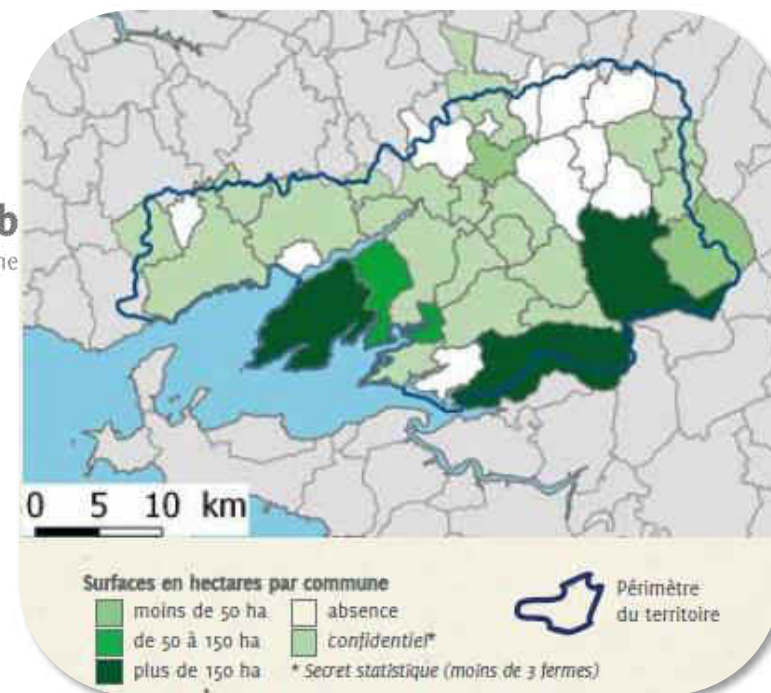 b
ne
0 5 10 km
Surfaces en hectares par commune
moins de 50 ha
absence
de 50 à 150 ha
confidentiel*
plus de 150 ha
* Secret statistique (moins de 3 fermes)
Périmètre
du territoire